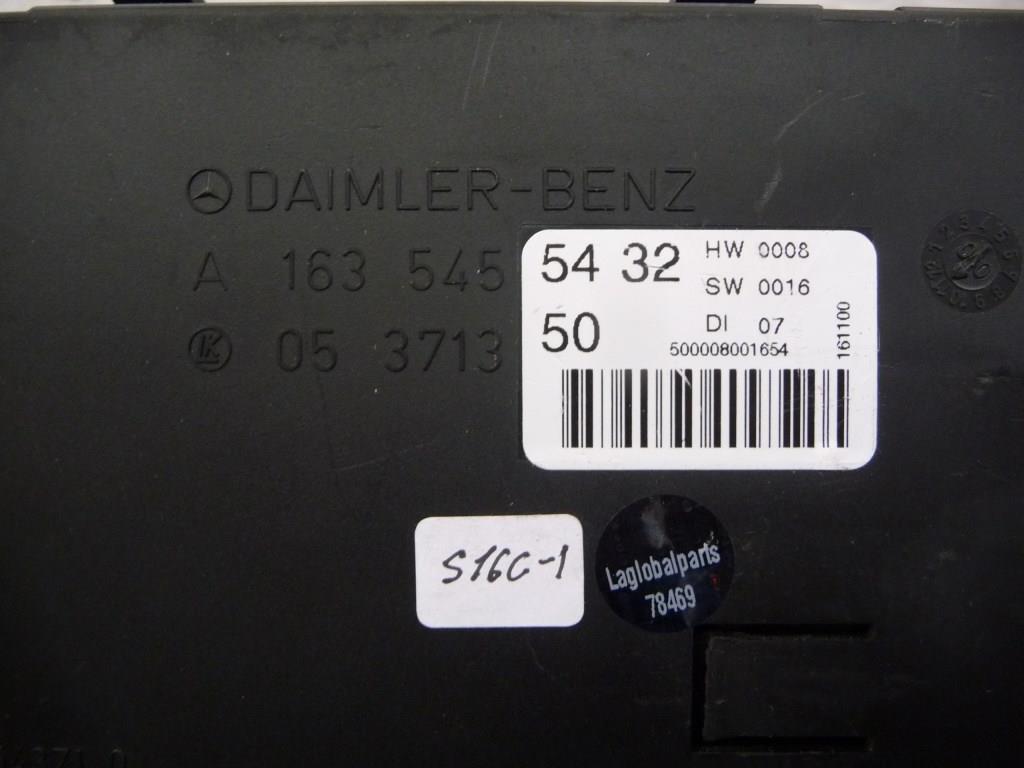 DAIMLER-BENZ
A 163 545 54 32
HW 0008
SW 0016
05 3713 50
DI 07
500008001654
161100
S16C-1
Laglobalparts
78469